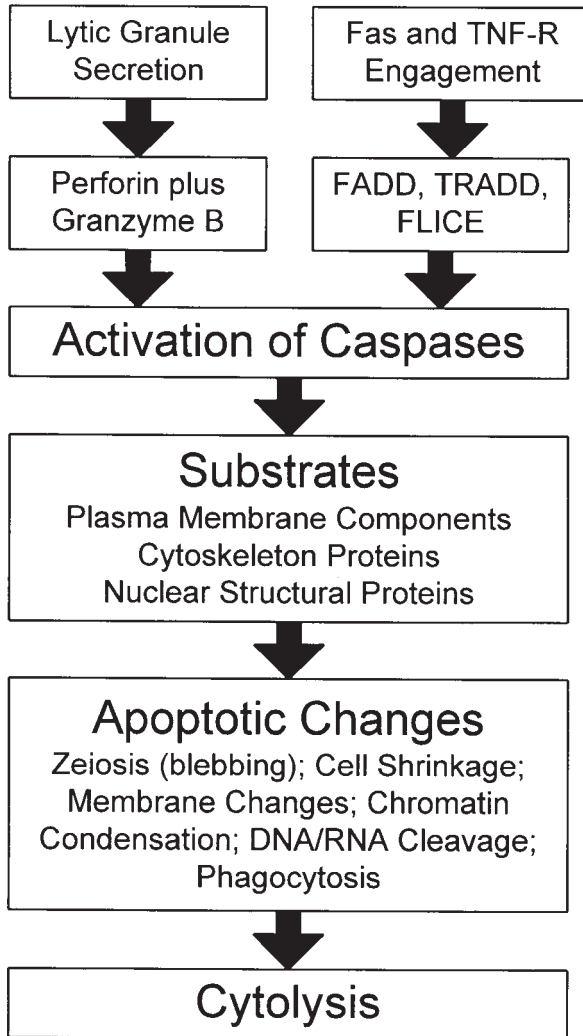 Lytic Granule
Secretion
Fas and TNF-R
Engagement
Perforin plus
Granzyme B
FADD, TRADD,
FLICE
Activation of Caspases
Substrates
Plasma Membrane Components
Cytoskeleton Proteins
Nuclear Structural Proteins
Apoptotic Changes
Zeiosis (blebbing); Cell Shrinkage;
Membrane Changes; Chromatin
Condensation; DNA/RNA Cleavage;
Phagocytosis
Cytolysis